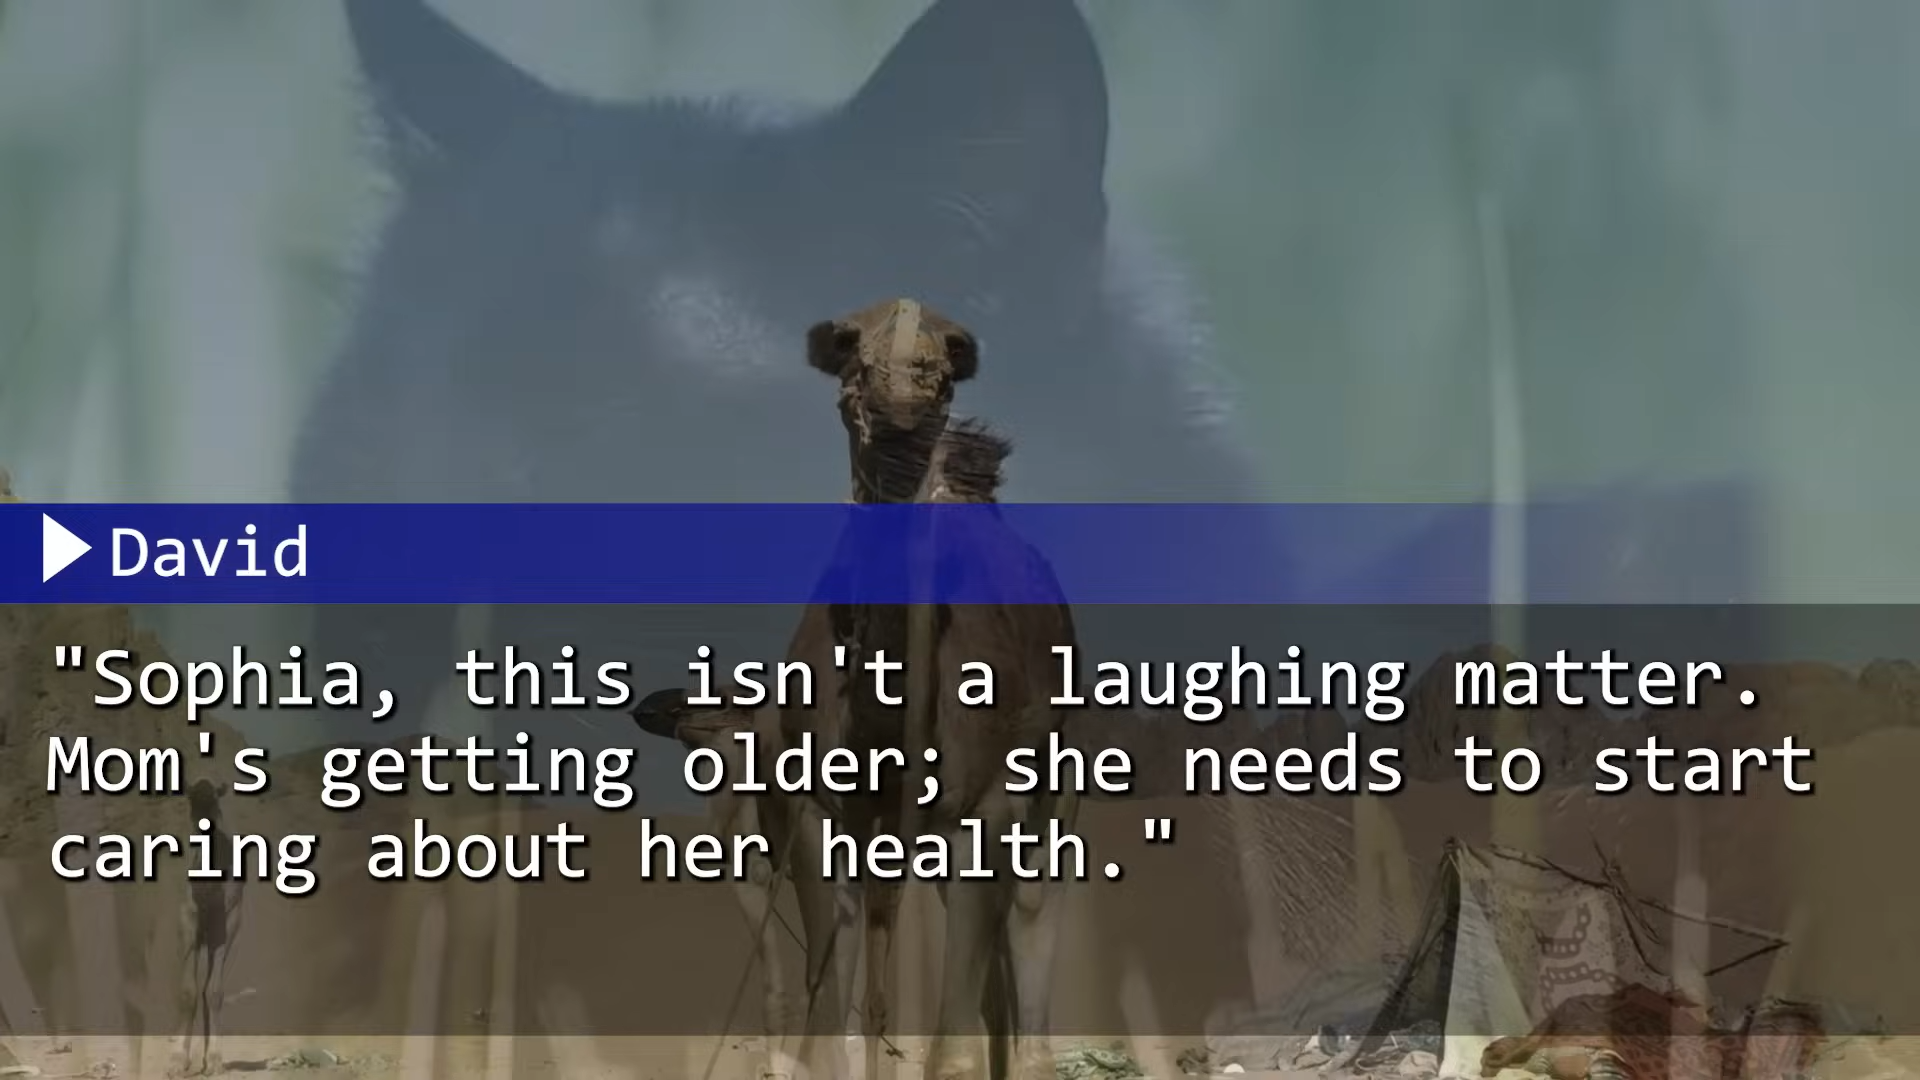 David
"Sophia, this isn't a laughing matter.
Mom's getting older; she needs to start
caring about her health."